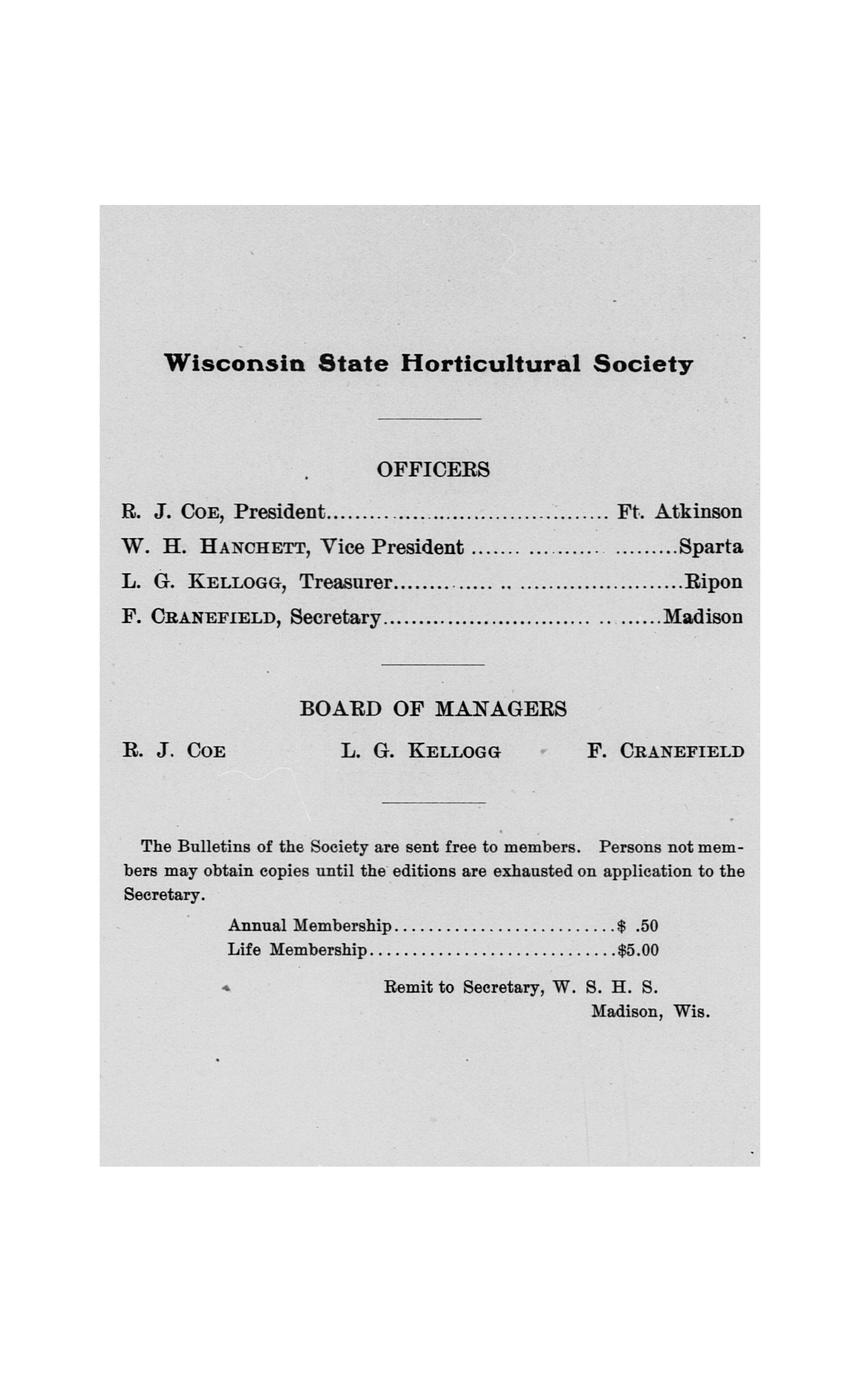 Wisconsin State Horticultural Society
OFFICERS
R. J. COE, President.......................................... Ft. Atkinson
W. H. HANCHETT, Vice President ....... .......... .........Sparta
L. G. KELLOGG, Treasurer............. .. .......................Ripon
F. CRANEFIELD, Secretary............................. .. ......Madison
BOARD OF MANAGERS
R. J. COE L. G. KELLOGG F. CRANEFIELD
The Bulletins of the Society are sent free to members. Persons not mem-
bers may obtain copies until the editions are exhausted on application to the
Secretary.
Annual Membership..........................$ .50
Life Membership.............................$5.00
Remit to Secretary, W. S. H. S.
Madison, Wis.